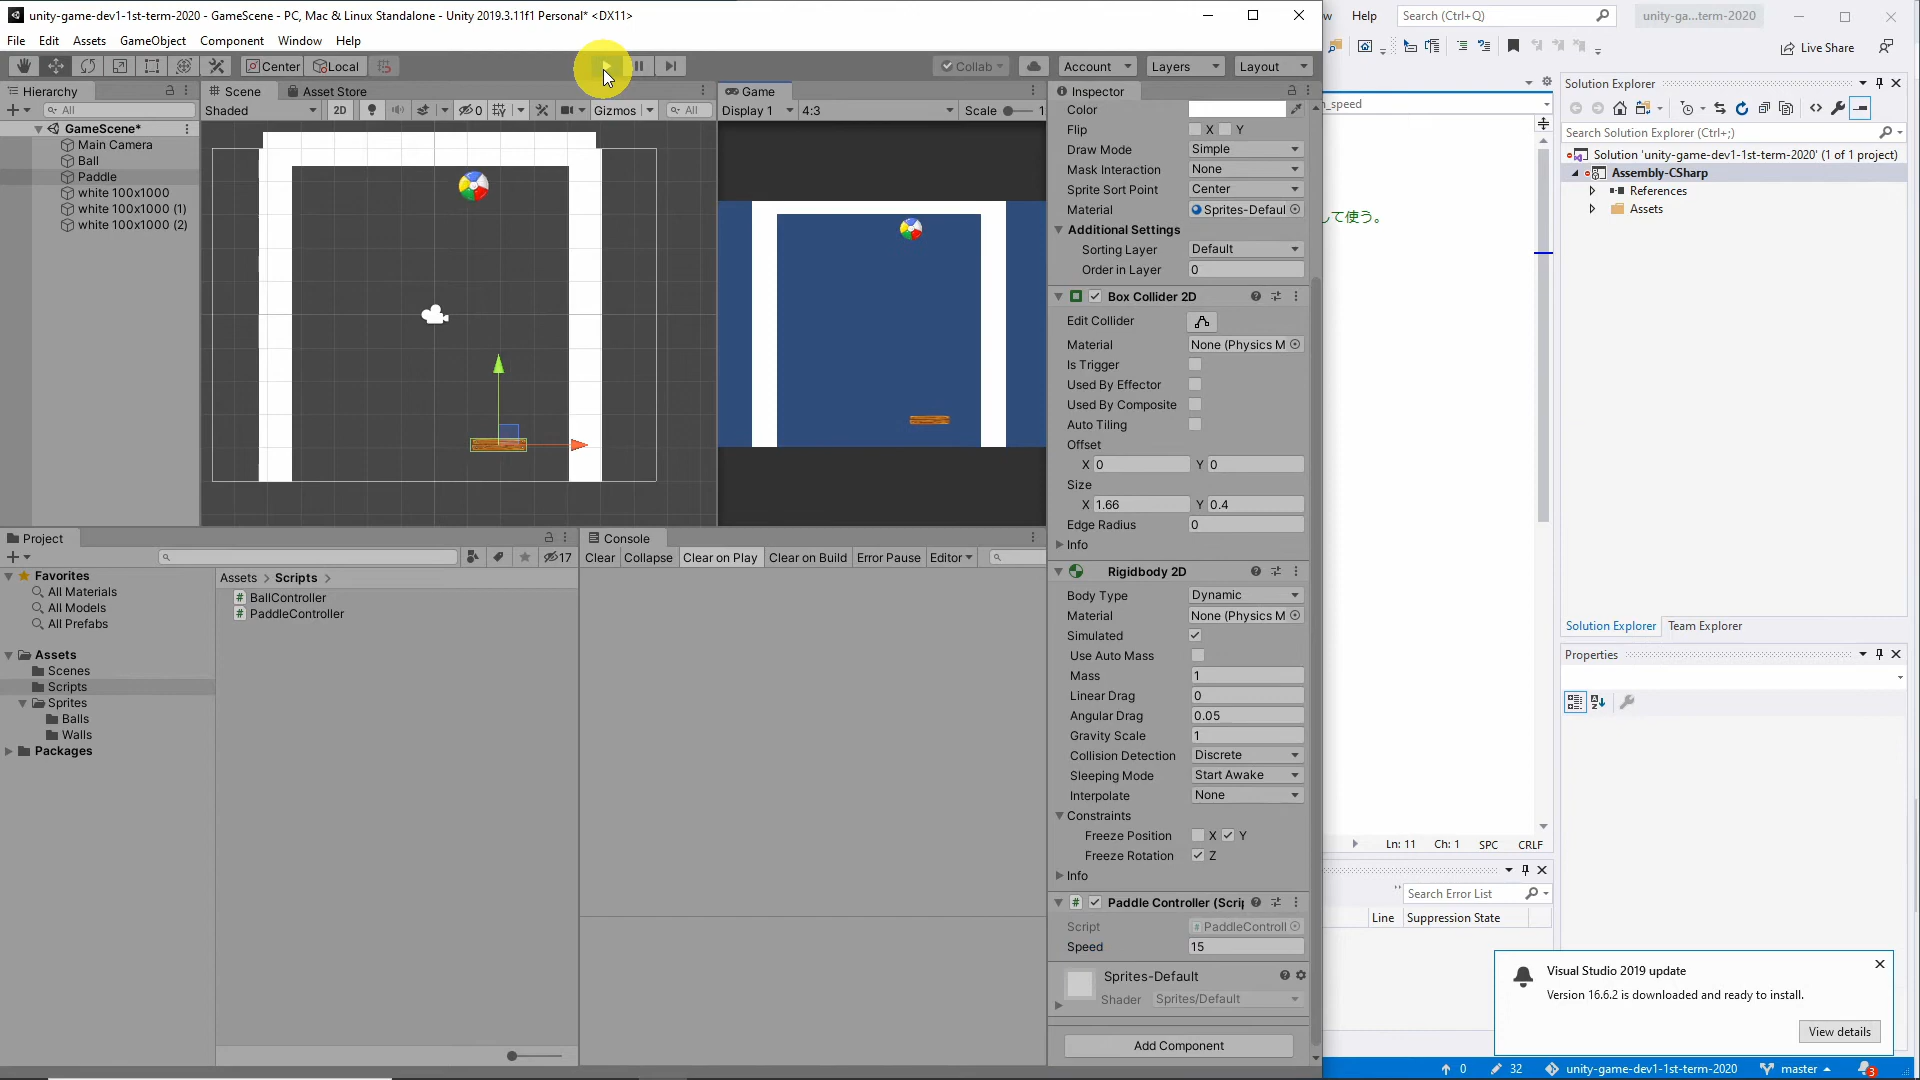 unity-game-dev1-1st-term-2020 - GameScene - PC, Mac & Linux Standalone - Unity 2019.3.11f1 Personal* <DX11>
File Edit Assets GameObject Component Window Help
Center Local
Collab Account Layers Layout
Hierarchy
All
GameScene*
Main Camera
Ball
Paddle
white 100x1000
white 100x1000 (1)
white 100x1000 (2)
Scene Asset Store
Shaded 2D 0 Gizmos All
Game
Display 1 4:3 Scale 1
Inspector
Color
Flip X Y
Draw Mode Simple
Mask Interaction None
Sprite Sort Point Center
Material Sprites-Defaul
Additional Settings
Sorting Layer Default
Order in Layer 0
Box Collider 2D
Edit Collider
Material None (Physics M
Is Trigger
Used By Effector
Used By Composite
Auto Tiling
Offset
X 0 Y 0
Size
X 1.66 Y 0.4
Edge Radius 0
Info
Rigidbody 2D
Body Type Dynamic
Material None (Physics M
Simulated
Use Auto Mass
Mass 1
Linear Drag 0
Angular Drag 0.05
Gravity Scale 1
Collision Detection Discrete
Sleeping Mode Start Awake
Interpolate None
Constraints
Freeze Position X Y
Freeze Rotation Z
Info
Paddle Controller (Scrip
Script PaddleControll
Speed 15
Sprites-Default
Shader Sprites/Default
Add Component
Project
17
Favorites
All Materials
All Models
All Prefabs
Assets
Scenes
Scripts
Sprites
Balls
Walls
Packages
Assets > Scripts >
BallController
PaddleController
Console
Clear Collapse Clear on Play Clear on Build Error Pause Editor
w Help Search (Ctrl+Q) unity-ga...term-2020
Live Share
_speed
して使う。
Ln: 11 Ch: 1 SPC CRLF
Search Error List
Line Suppression State
Solution Explorer
Search Solution Explorer (Ctrl+;)
Solution 'unity-game-dev1-1st-term-2020' (1 of 1 project)
Assembly-CSharp
References
Assets
Solution Explorer Team Explorer
Properties
Visual Studio 2019 update
Version 16.6.2 is downloaded and ready to install.
View details
0 32 unity-game-dev1-1st-term-2020 master 3